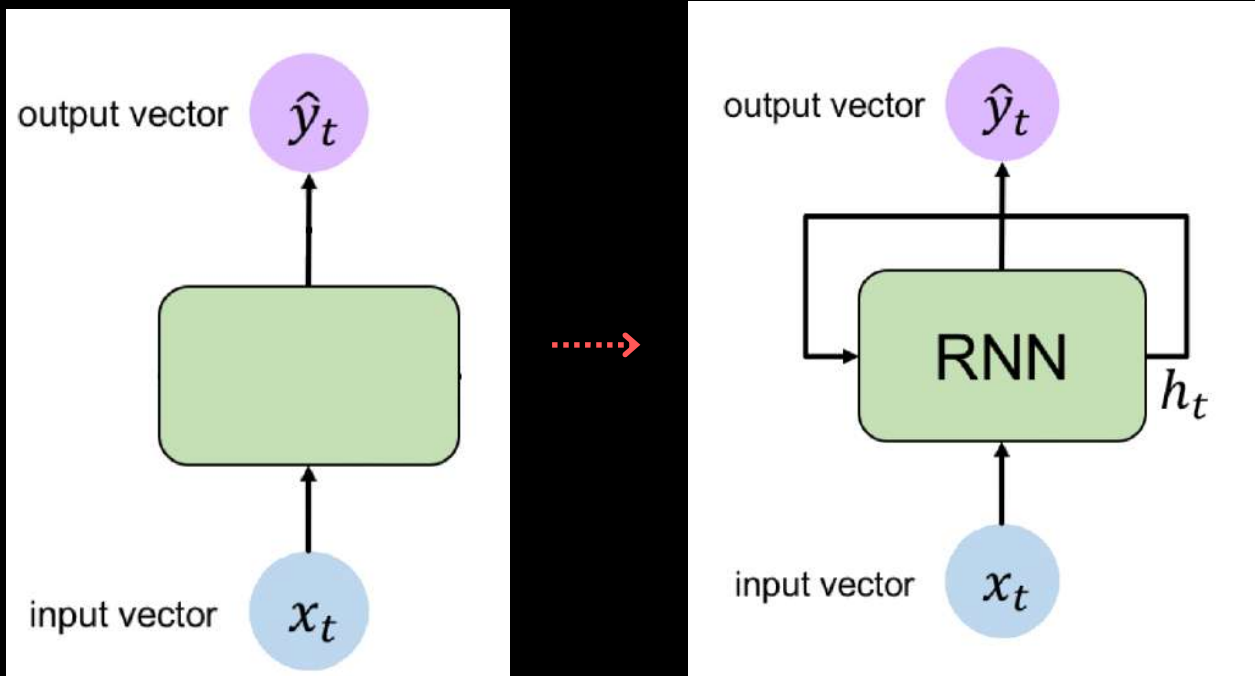 output vector ŷt
input vector xt
output vector ŷt
RNN
ht
input vector xt